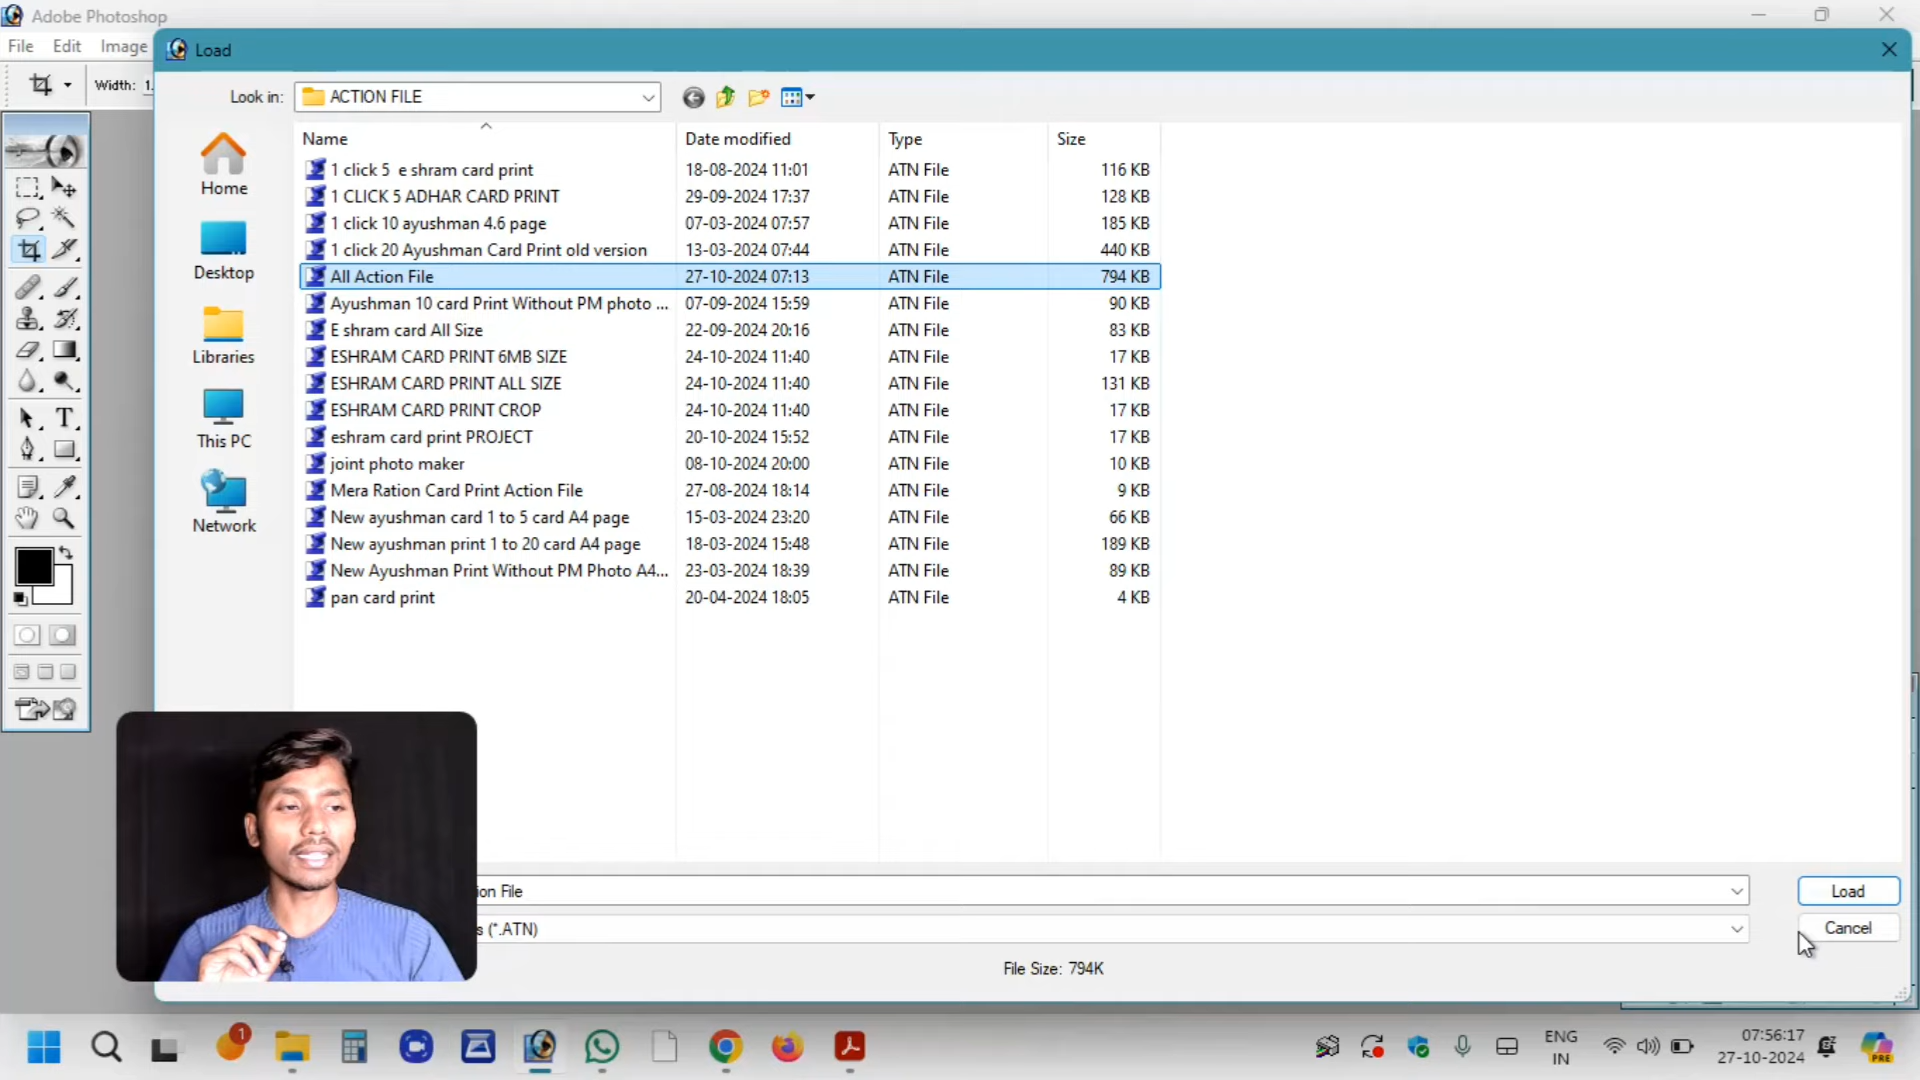 Adobe Photoshop
File Edit Image
Load
Width: 1.
Look in: ACTION FILE
Name Date modified Type Size
1 click 5 e shram card print 18-08-2024 11:01 ATN File 116 KB
1 CLICK 5 ADHAR CARD PRINT 29-09-2024 17:37 ATN File 128 KB
1 click 10 ayushman 4.6 page 07-03-2024 07:57 ATN File 185 KB
1 click 20 Ayushman Card Print old version 13-03-2024 07:44 ATN File 440 KB
All Action File 27-10-2024 07:13 ATN File 794 KB
Ayushman 10 card Print Without PM photo ... 07-09-2024 15:59 ATN File 90 KB
E shram card All Size 22-09-2024 20:16 ATN File 83 KB
ESHRAM CARD PRINT 6MB SIZE 24-10-2024 11:40 ATN File 17 KB
ESHRAM CARD PRINT ALL SIZE 24-10-2024 11:40 ATN File 131 KB
ESHRAM CARD PRINT CROP 24-10-2024 11:40 ATN File 17 KB
eshram card print PROJECT 20-10-2024 15:52 ATN File 17 KB
joint photo maker 08-10-2024 20:00 ATN File 10 KB
Mera Ration Card Print Action File 27-08-2024 18:14 ATN File 9 KB
New ayushman card 1 to 5 card A4 page 15-03-2024 23:20 ATN File 66 KB
New ayushman print 1 to 20 card A4 page 18-03-2024 15:48 ATN File 189 KB
New Ayushman Print Without PM Photo A4... 23-03-2024 18:39 ATN File 89 KB
pan card print 20-04-2024 18:05 ATN File 4 KB
Home
Desktop
Libraries
This PC
Network
ion File
Load
s (*.ATN)
Cancel
File Size: 794K
1
ENG
IN
07:56:17
27-10-2024
PRE